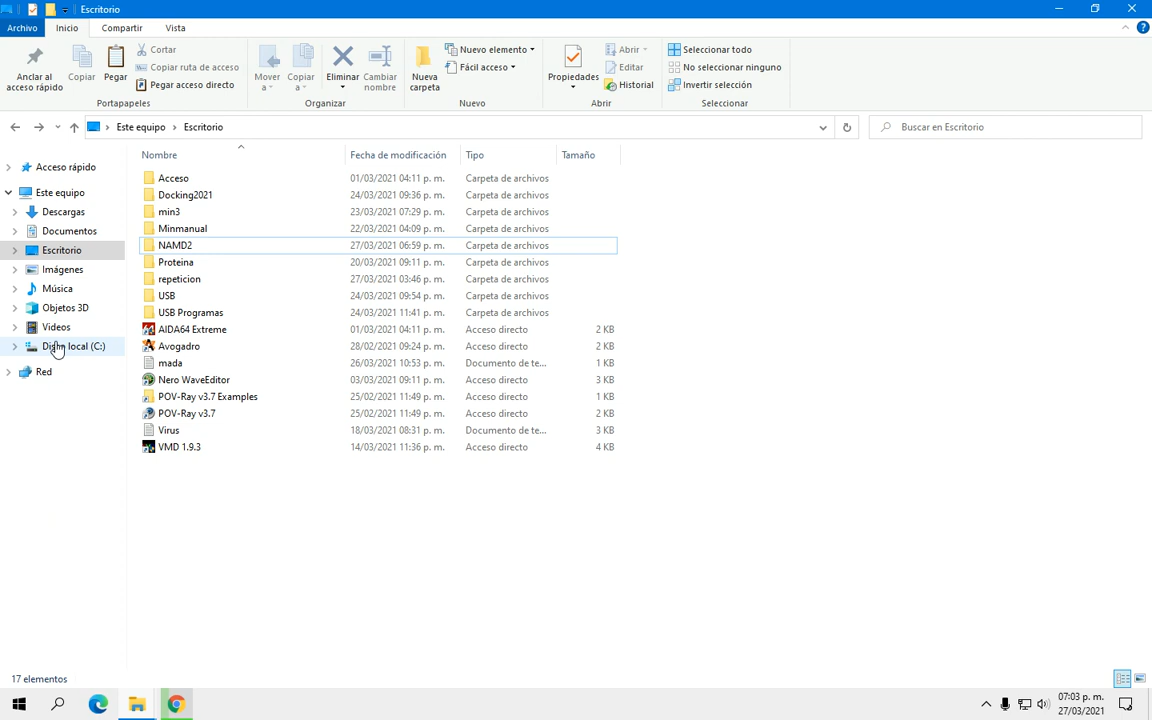 Escritorio
Archivo Inicio Compartir Vista
Anclar al acceso rápido
Copiar
Pegar
Cortar
Copiar ruta de acceso
Pegar acceso directo
Portapapeles
Mover a
Copiar a
Eliminar
Cambiar nombre
Organizar
Nueva carpeta
Nuevo elemento
Fácil acceso
Nuevo
Propiedades
Abrir
Editar
Historial
Abrir
Seleccionar todo
No seleccionar ninguno
Invertir selección
Seleccionar
Este equipo > Escritorio
Buscar en Escritorio
Acceso rápido
Este equipo
Descargas
Documentos
Escritorio
Imágenes
Música
Objetos 3D
Videos
local (C:)
Red
Nombre Fecha de modificación Tipo Tamaño
Acceso 01/03/2021 04:11 p. m. Carpeta de archivos
Docking2021 24/03/2021 09:36 p. m. Carpeta de archivos
min3 23/03/2021 07:29 p. m. Carpeta de archivos
Minmanual 22/03/2021 04:09 p. m. Carpeta de archivos
NAMD2 27/03/2021 06:59 p. m. Carpeta de archivos
Proteina 20/03/2021 09:11 p. m. Carpeta de archivos
repeticion 27/03/2021 03:46 p. m. Carpeta de archivos
USB 24/03/2021 09:54 p. m. Carpeta de archivos
USB Programas 24/03/2021 11:41 p. m. Carpeta de archivos
AIDA64 Extreme 01/03/2021 04:11 p. m. Acceso directo 2 KB
Avogadro 28/02/2021 09:24 p. m. Acceso directo 2 KB
mada 26/03/2021 10:53 p. m. Documento de te... 1 KB
Nero WaveEditor 03/03/2021 09:11 p. m. Acceso directo 3 KB
POV-Ray v3.7 Examples 25/02/2021 11:49 p. m. Acceso directo 1 KB
POV-Ray v3.7 25/02/2021 11:49 p. m. Acceso directo 2 KB
Virus 18/03/2021 08:31 p. m. Documento de te... 3 KB
VMD 1.9.3 14/03/2021 11:36 p. m. Acceso directo 4 KB
17 elementos
07:03 p. m.
27/03/2021